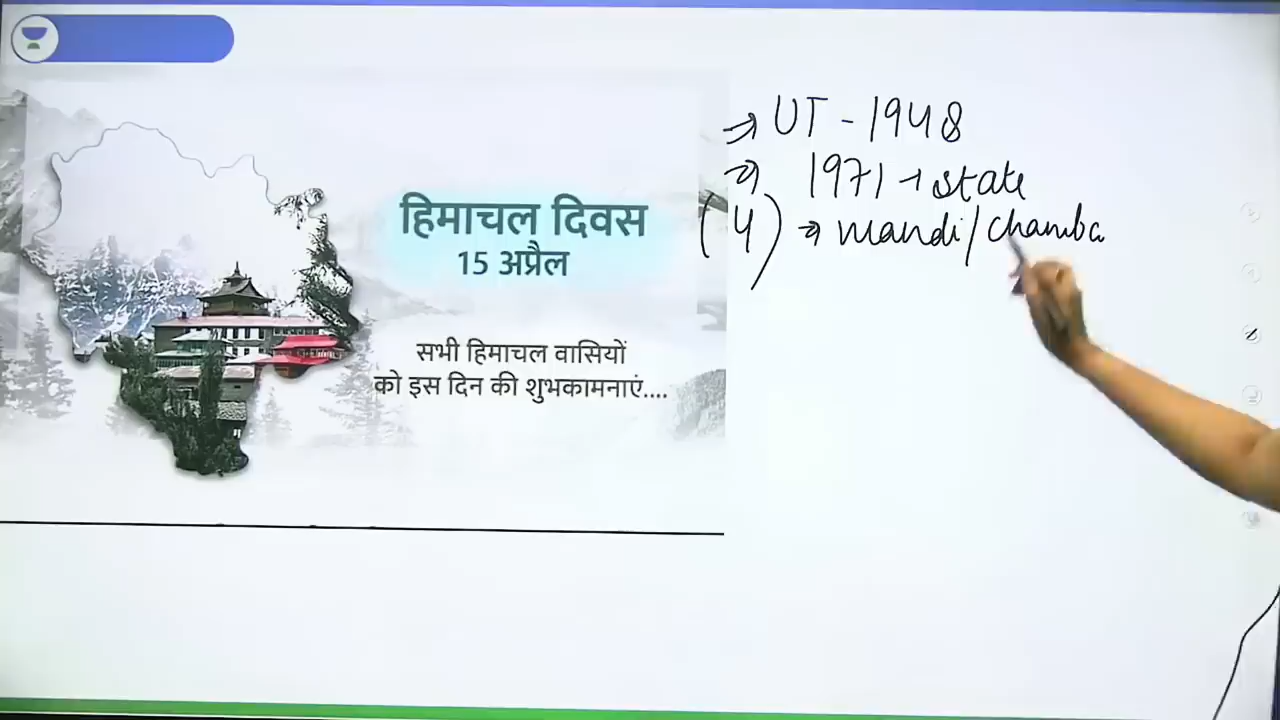 हिमाचल दिवस
15 अप्रैल
सभी हिमाचल वासियों
को इस दिन की शुभकामनाएं....
⇒ UT - 1948
⇒ 1971 → state
(4) → Mandi/Chamba